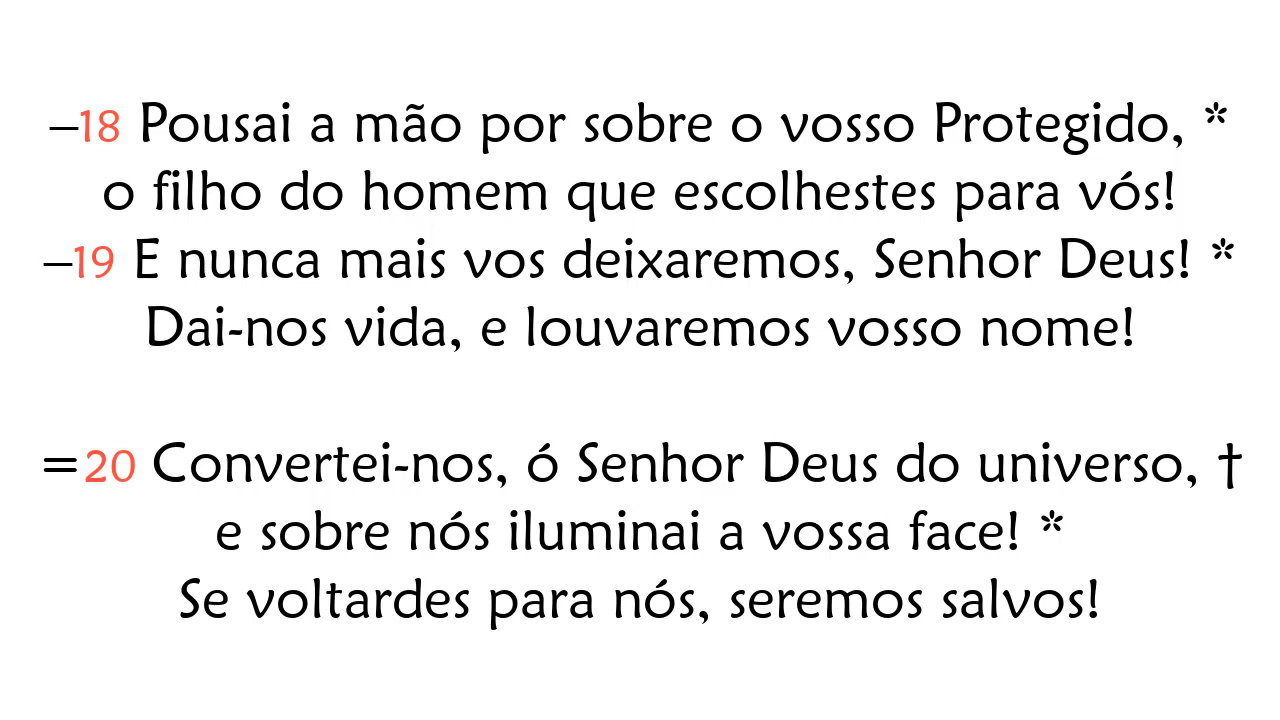 –18 Pousai a mão por sobre o vosso Protegido, *
o filho do homem que escolhestes para vós!
–19 E nunca mais vos deixaremos, Senhor Deus! *
Dai-nos vida, e louvaremos vosso nome!
=20 Convertei-nos, ó Senhor Deus do universo, †
e sobre nós iluminai a vossa face! *
Se voltardes para nós, seremos salvos!